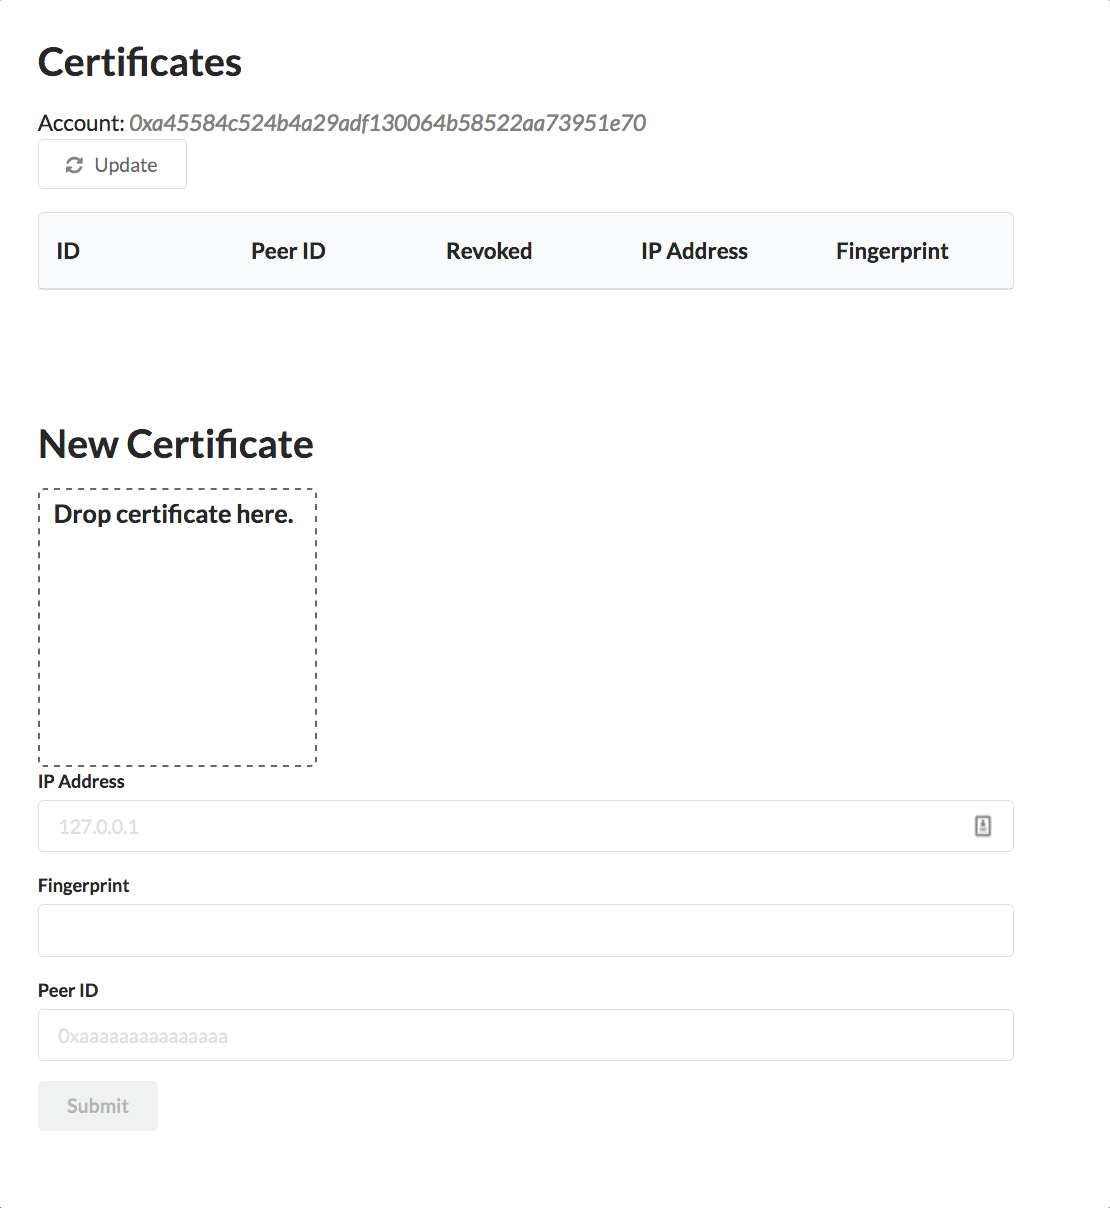 Certificates
Account: 0xa45584c524b4a29adf130064b58522aa73951e70
Update
ID Peer ID Revoked IP Address Fingerprint
New Certificate
Drop certificate here.
IP Address
127.0.0.1
Fingerprint
Peer ID
0xaaaaaaaaaaaaaaa
Submit